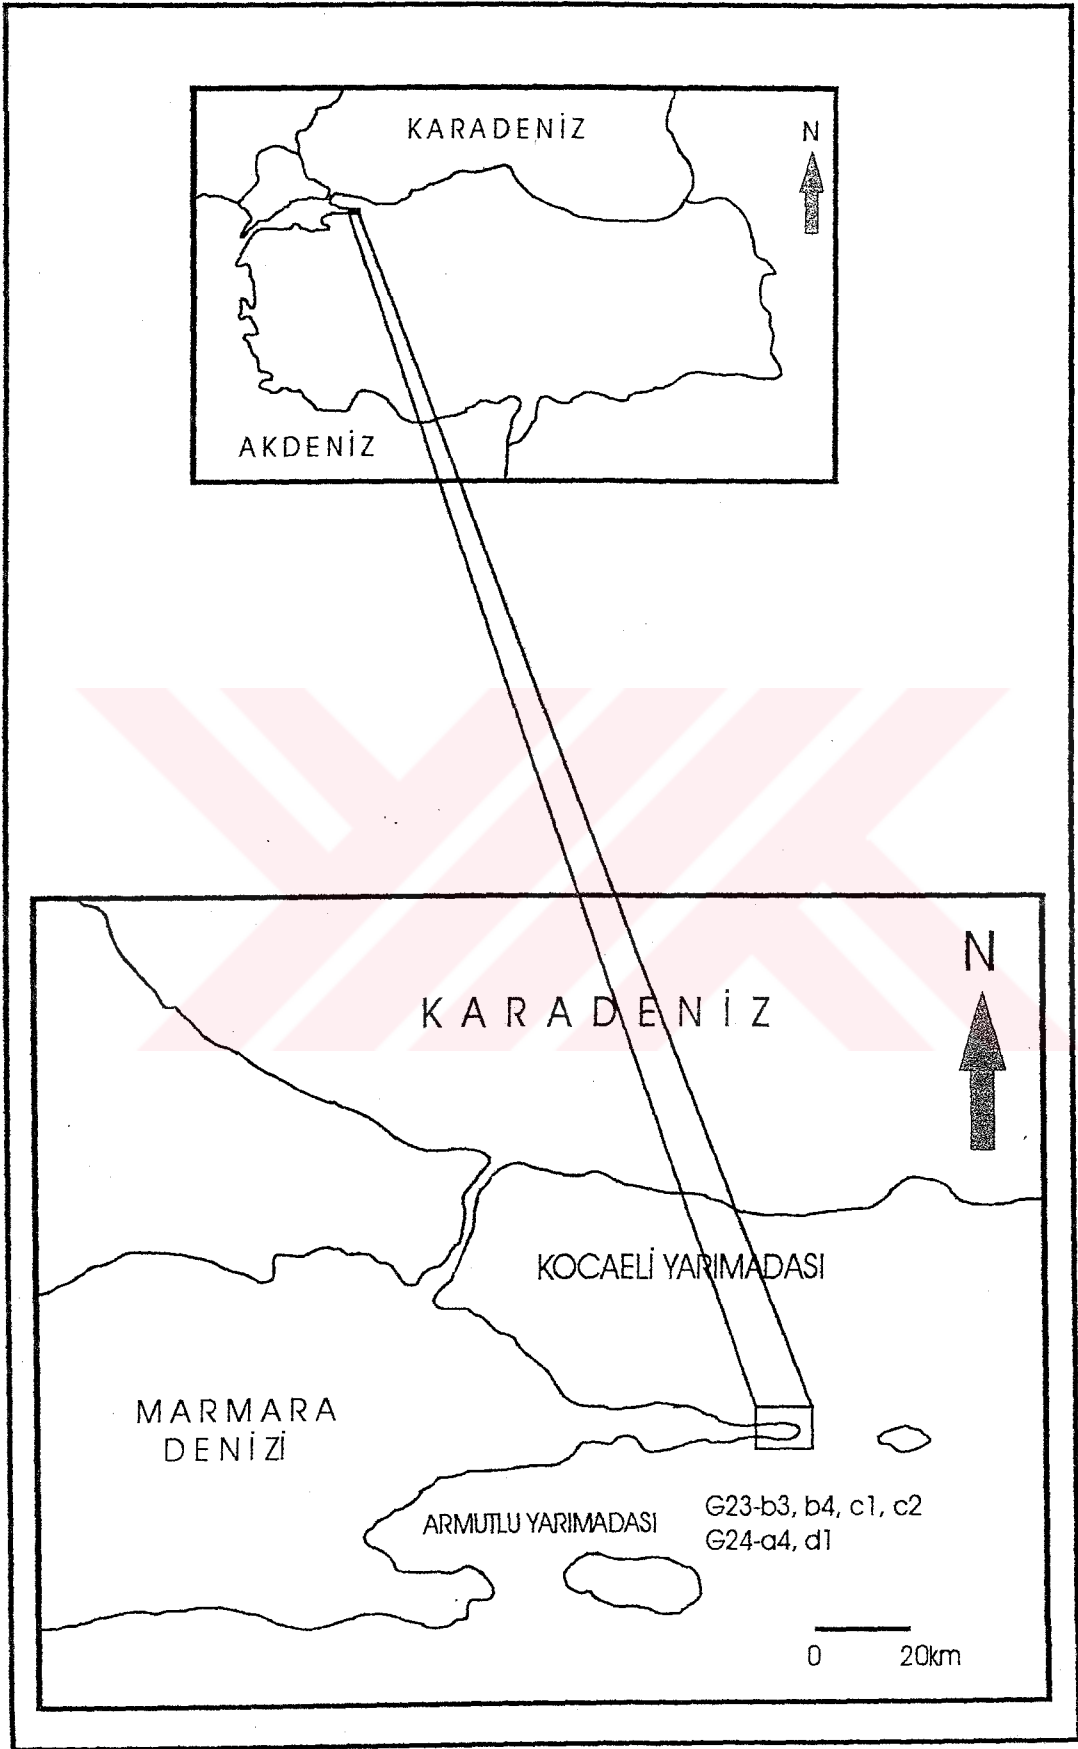 KARADENİZ
N
AKDENİZ
N
KARADENİZ
KOCAELİ YARIMADASI
MARMARA
DENİZİ
ARMUTLU YARIMADASI
G23-b3, b4, c1, c2
G24-a4, d1
0 20km